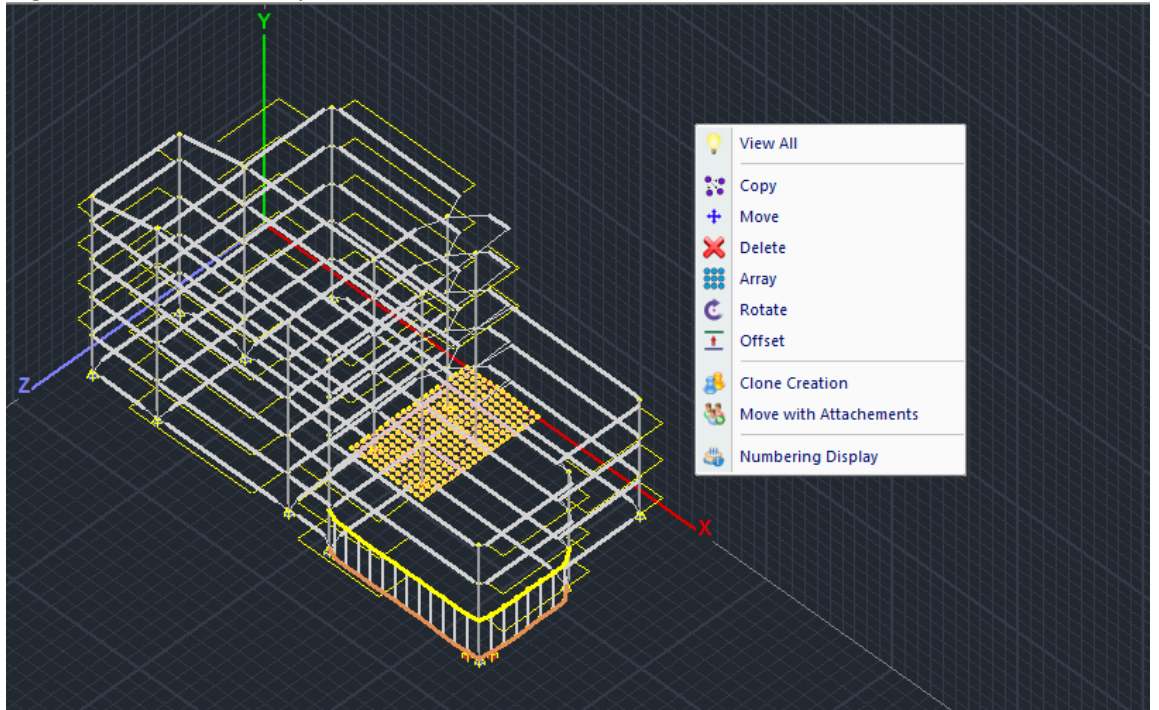 Y
Z
X
View All
Copy
Move
Delete
Array
Rotate
Offset
Clone Creation
Move with Attachements
Numbering Display